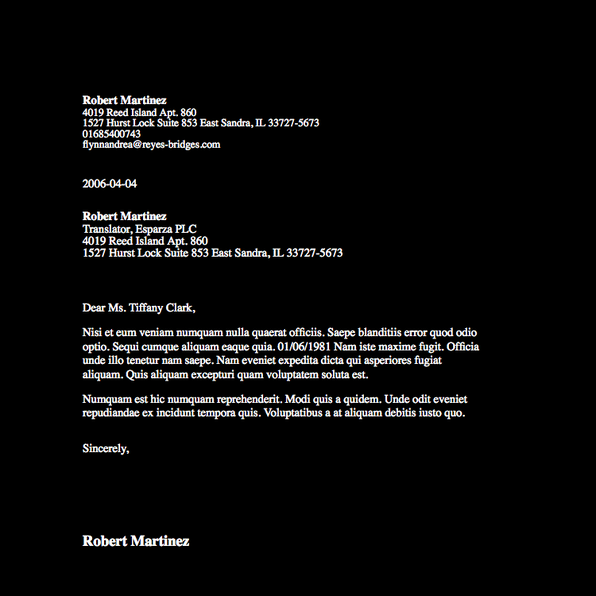 Robert Martinez
4019 Reed Island Apt. 860
1527 Hurst Lock Suite 853 East Sandra, IL 33727-5673
01685400743
flynnandrea@reyes-bridges.com
2006-04-04
Robert Martinez
Translator, Esparza PLC
4019 Reed Island Apt. 860
1527 Hurst Lock Suite 853 East Sandra, IL 33727-5673
Dear Ms. Tiffany Clark,
Nisi et eum veniam numquam nulla quaerat officiis. Saepe blanditiis error quod odio
optio. Sequi cumque aliquam eaque quia. 01/06/1981 Nam iste maxime fugit. Officia
unde illo tenetur nam saepe. Nam eveniet expedita dicta qui asperiores fugiat
aliquam. Quis aliquam excepturi quam voluptatem soluta est.
Numquam est hic numquam reprehenderit. Modi quis a quidem. Unde odit eveniet
repudiandae ex incidunt tempora quis. Voluptatibus a at aliquam debitis iusto quo.
Sincerely,
Robert Martinez